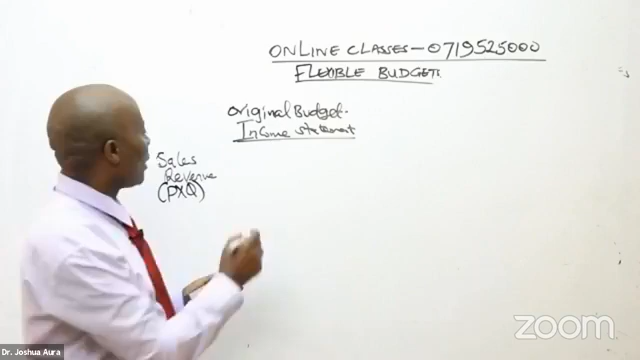 ONLINE CLASSES - 0719525000
FLEXIBLE BUDGETS
Original Budget.
Income statement
Sales
Revenue
(PXQ)
zoom
Dr. Joshua Aura